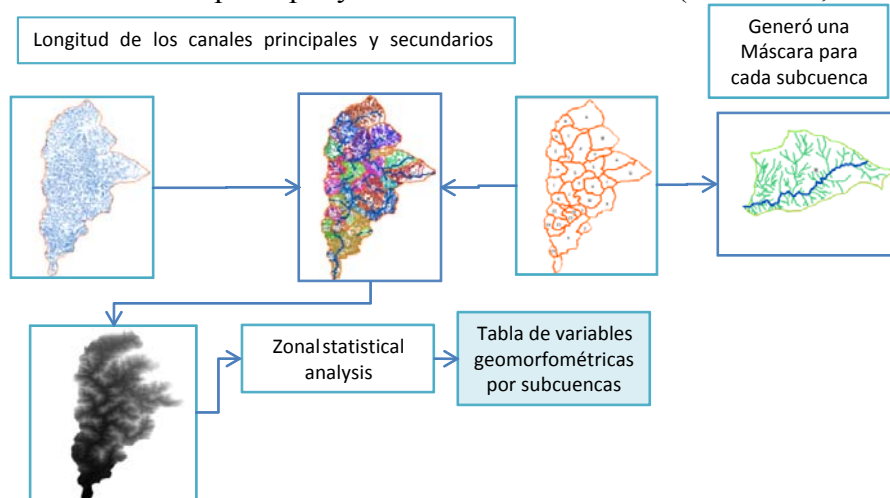 Longitud de los canales principales y secundarios
Generó una
Máscara para
cada subcuenca
Zonal statistical
analysis
Tabla de variables
geomorfométricas
por subcuencas